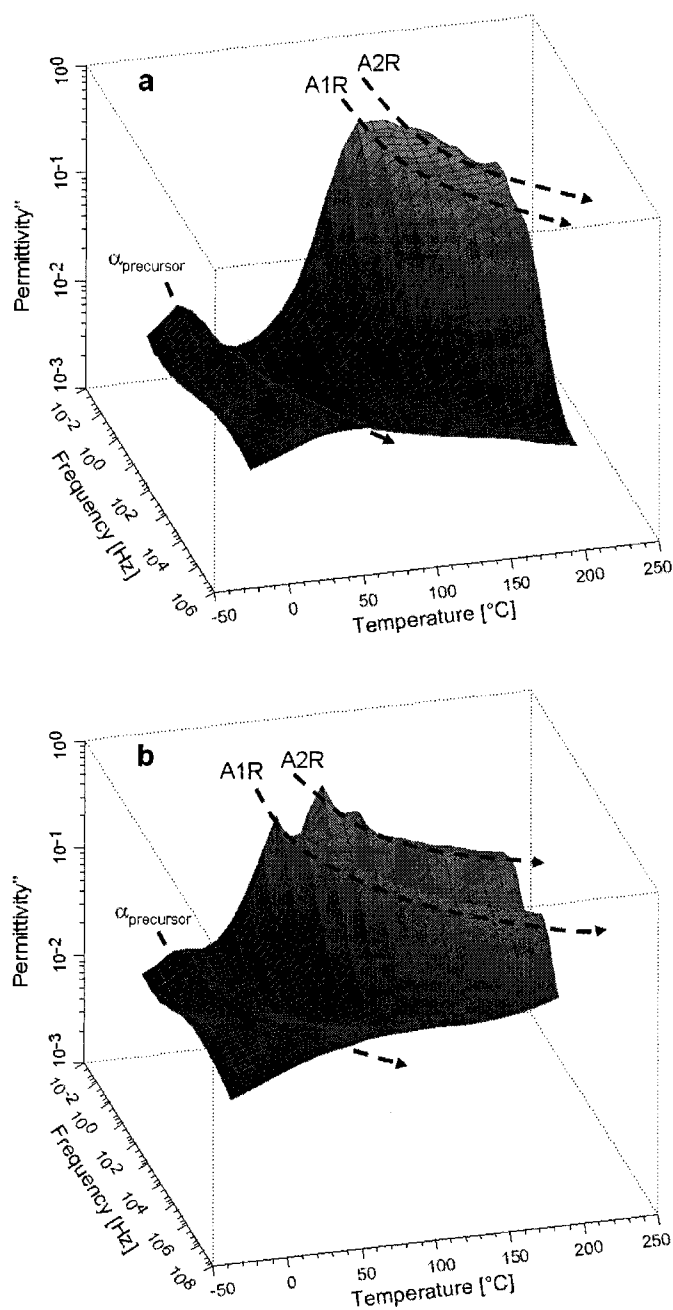 a
A2R
A1R
α precursor
Permittivity''
10⁰
10⁻¹
10⁻²
10⁻³
10⁻²
10⁰
10²
10⁴
10⁶
Frequency [Hz]
-50
0
50
100
150
200
250
Temperature [°C]
b
A1R
A2R
α precursor
Permittivity''
10⁰
10⁻¹
10⁻²
10⁻³
10⁻²
10⁰
10²
10⁴
10⁶
10⁸
Frequency [Hz]
-50
0
50
100
150
200
250
Temperature [°C]